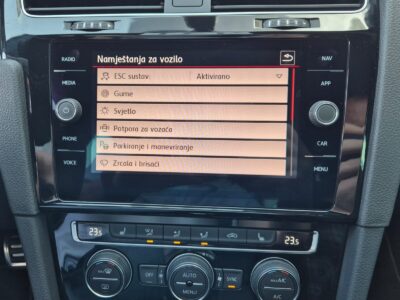 RADIO
MEDIA
PHONE
VOICE
Namještanja za vozilo
ESC sustav: Aktivirano
Gume
Svjetlo
Potpora za vozača
Parkiranje i manevriranje
Zrcala i brisači
NAV
APP
CAR
MENU
23.5
23.5
OFF
MENU
SYNC
MAX
A/C